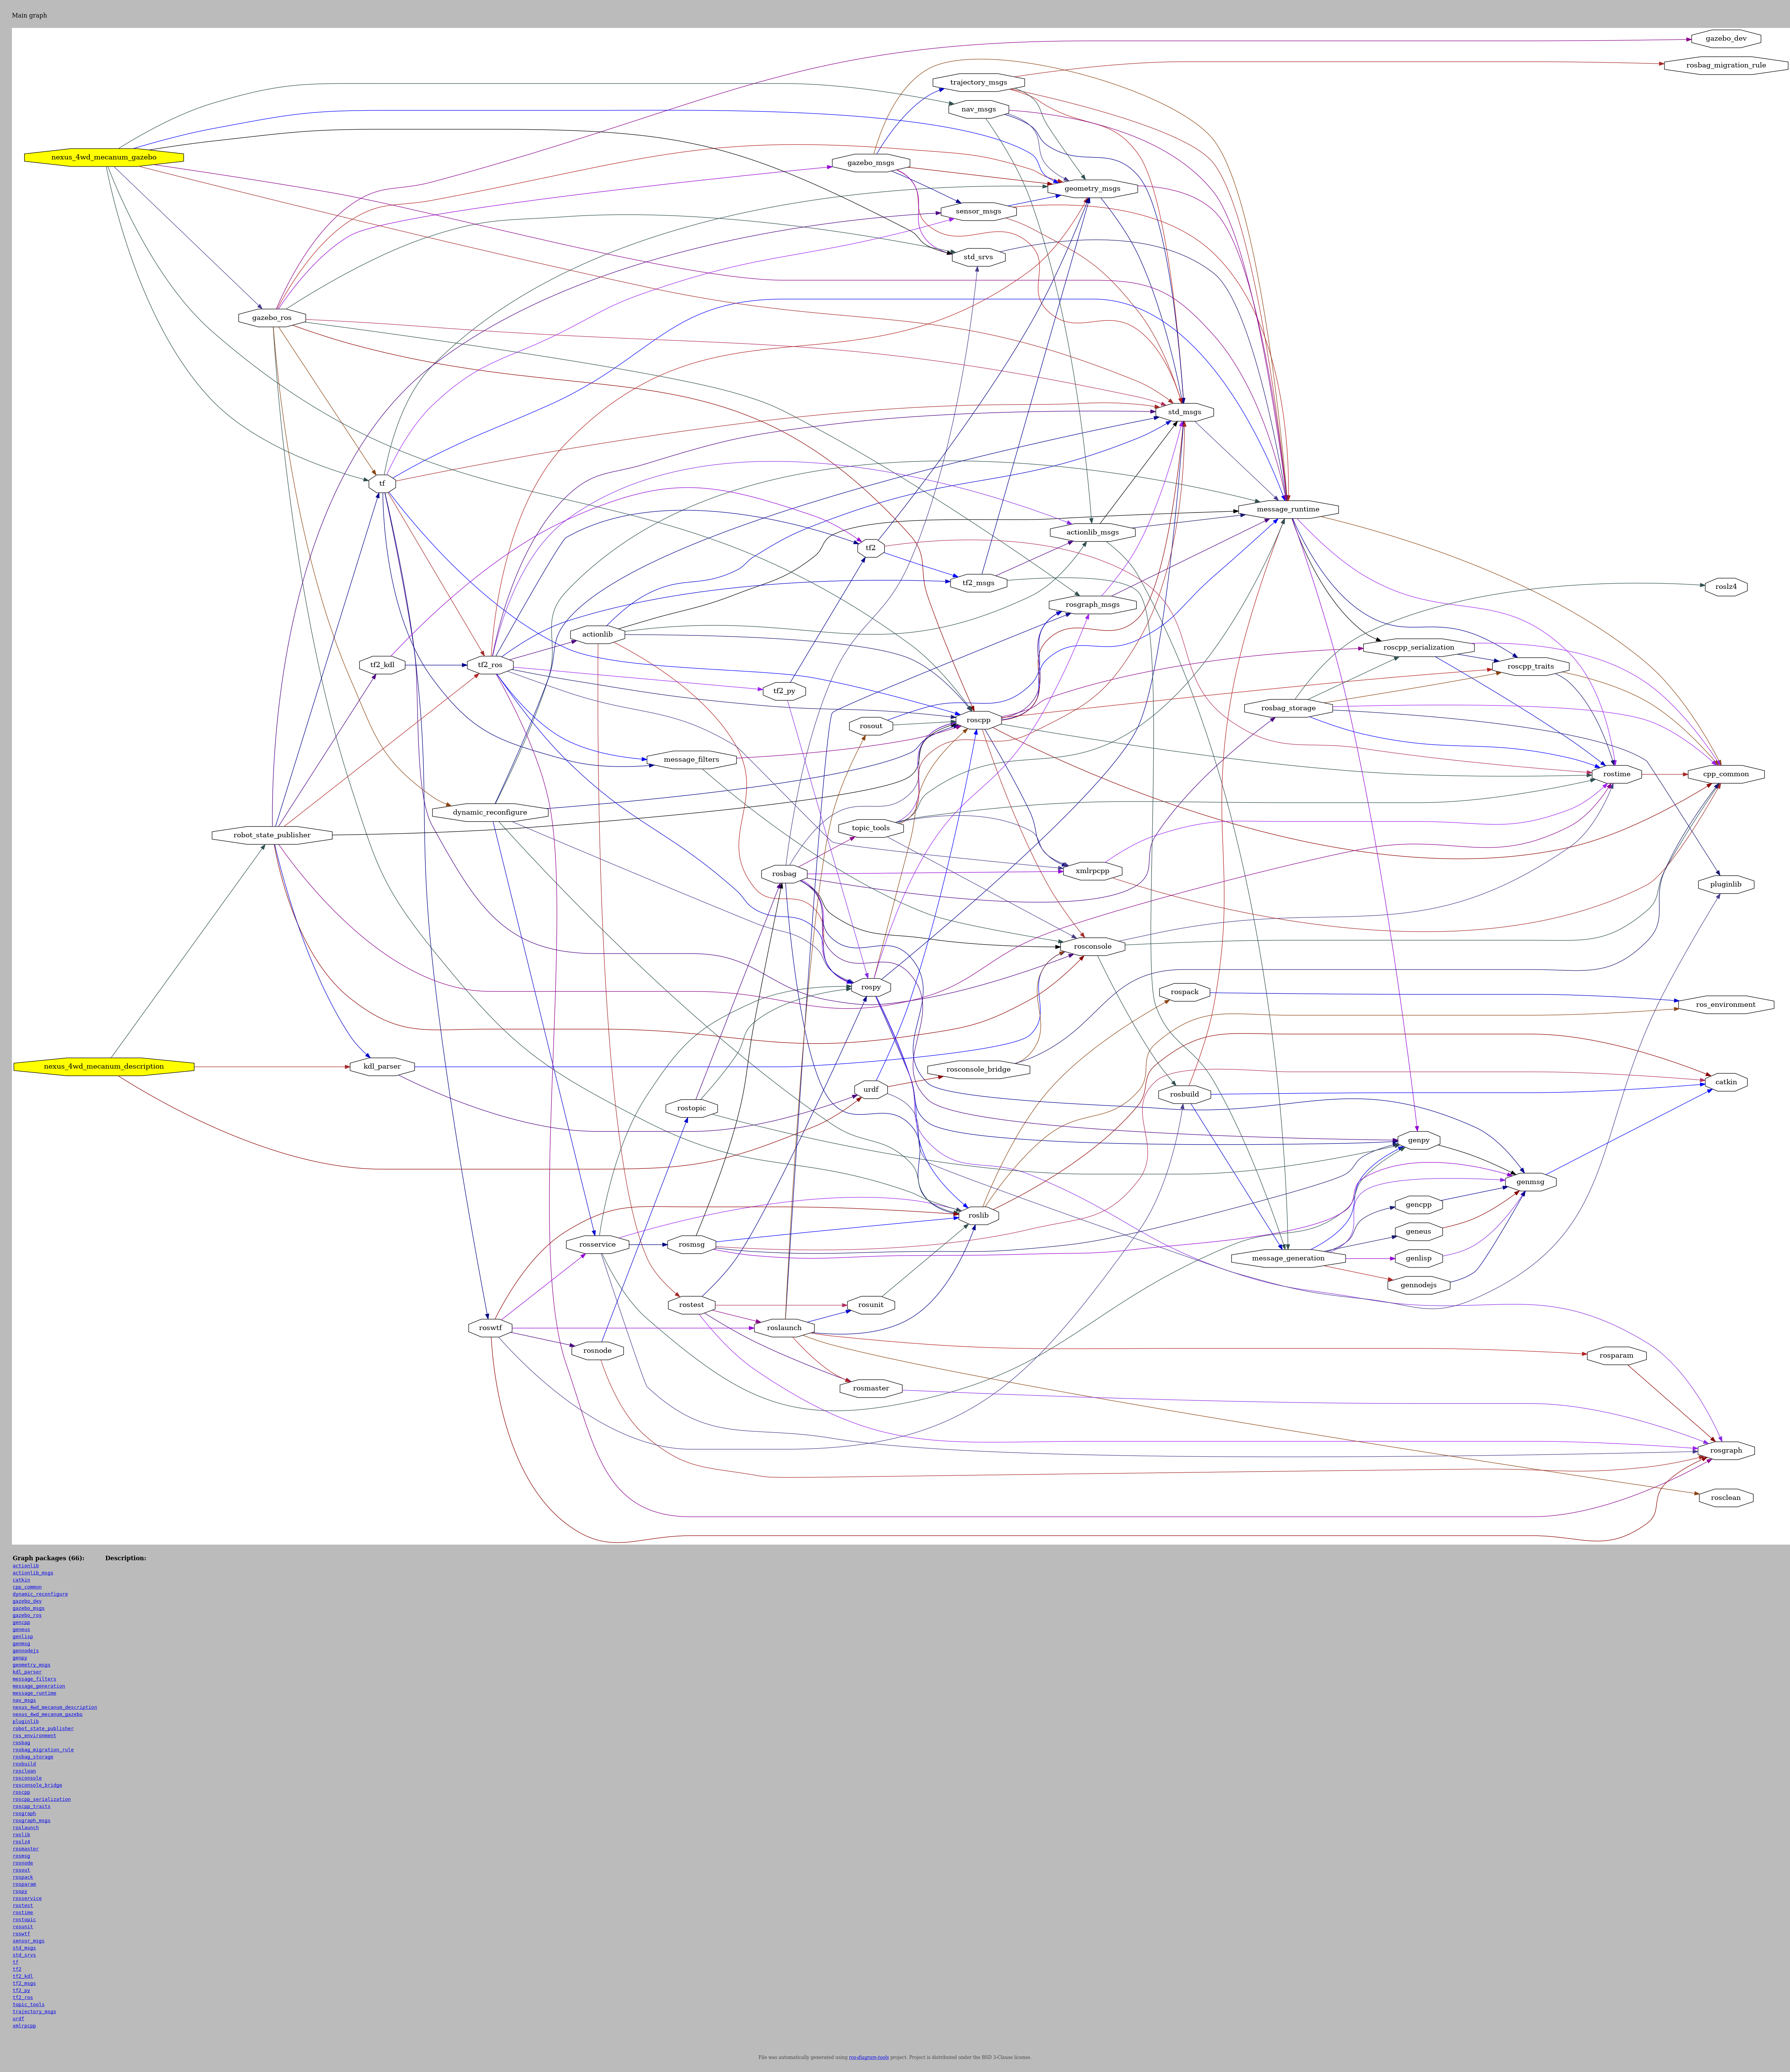 Main graph
gazebo_dev
rosbag_migration_rule
trajectory_msgs
nav_msgs
nexus_4wd_mecanum_gazebo
gazebo_msgs
geometry_msgs
sensor_msgs
std_srvs
gazebo_ros
std_msgs
tf
message_runtime
actionlib_msgs
tf2
tf2_msgs
roslz4
rosgraph_msgs
actionlib
roscpp_serialization
tf2_kdl
tf2_ros
roscpp_traits
tf2_py
rosbag_storage
roscpp
rosout
message_filters
rostime
cpp_common
dynamic_reconfigure
topic_tools
robot_state_publisher
xmlrpcpp
rosbag
pluginlib
rosconsole
rospy
rospack
ros_environment
nexus_4wd_mecanum_description
kdl_parser
rosconsole_bridge
catkin
urdf
rosbuild
rostopic
genpy
genmsg
gencpp
roslib
geneus
rosservice
rosmsg
message_generation
genlisp
gennodejs
rostest
rosunit
roswtf
roslaunch
rosnode
rosparam
rosmaster
rosgraph
rosclean
Graph packages (66): Description:
actionlib
actionlib_msgs
catkin
cpp_common
dynamic_reconfigure
gazebo_dev
gazebo_msgs
gazebo_ros
gencpp
geneus
genlisp
genmsg
gennodejs
genpy
geometry_msgs
kdl_parser
message_filters
message_generation
message_runtime
nav_msgs
nexus_4wd_mecanum_description
nexus_4wd_mecanum_gazebo
pluginlib
robot_state_publisher
ros_environment
rosbag
rosbag_migration_rule
rosbag_storage
rosbuild
rosclean
rosconsole
rosconsole_bridge
roscpp
roscpp_serialization
roscpp_traits
rosgraph
rosgraph_msgs
roslaunch
roslib
roslz4
rosmaster
rosmsg
rosnode
rosout
rospack
rosparam
rospy
rosservice
rostest
rostime
rostopic
rosunit
roswtf
sensor_msgs
std_msgs
std_srvs
tf
tf2
tf2_kdl
tf2_msgs
tf2_py
tf2_ros
topic_tools
trajectory_msgs
urdf
xmlrpcpp
File was automatically generated using ros-diagram-tools project. Project is distributed under the BSD 3-Clause license.